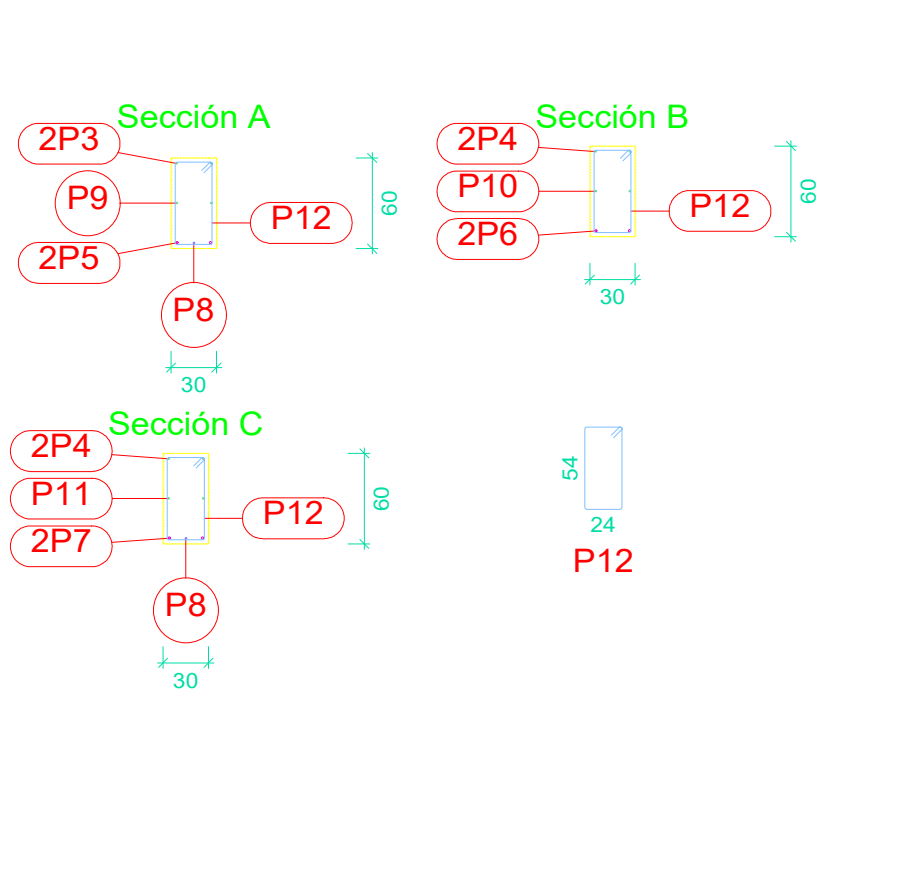 Sección A
2P3
P9
2P5
P12
P8
60
30
Sección B
2P4
P10
2P6
P12
60
30
Sección C
2P4
P11
2P7
P12
P8
60
30
54
24
P12